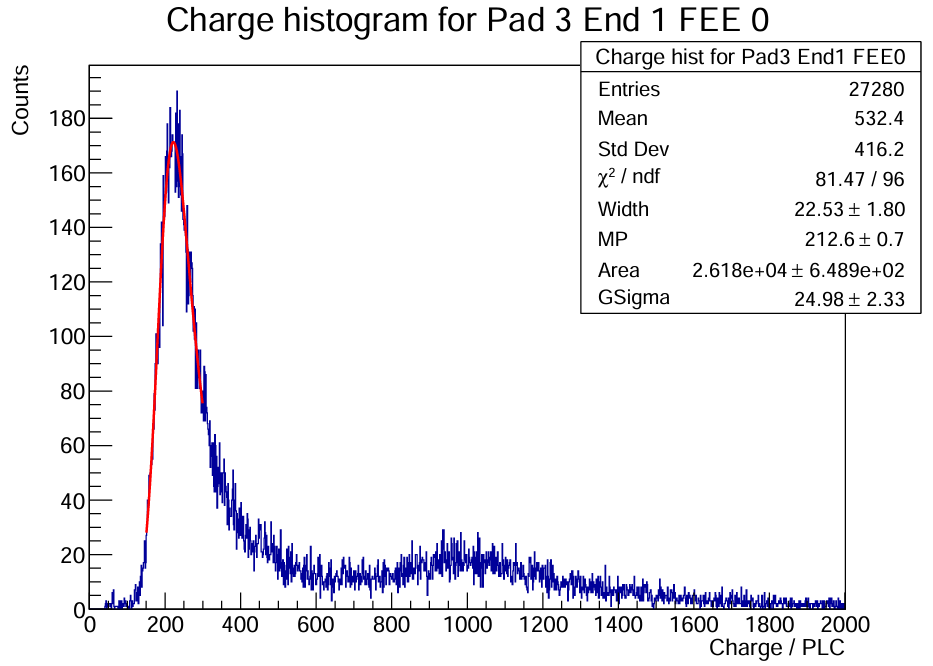 Charge histogram for Pad 3 End 1 FEE 0
Charge hist for Pad3 End1 FEE0
Entries 27280
Mean 532.4
Std Dev 416.2
χ² / ndf 81.47 / 96
Width 22.53 ± 1.80
MP 212.6 ± 0.7
Area 2.618e+04 ± 6.489e+02
GSigma 24.98 ± 2.33
Counts
180
160
140
120
100
80
60
40
20
0
0 200 400 600 800 1000 1200 1400 1600 1800 2000
Charge / PLC